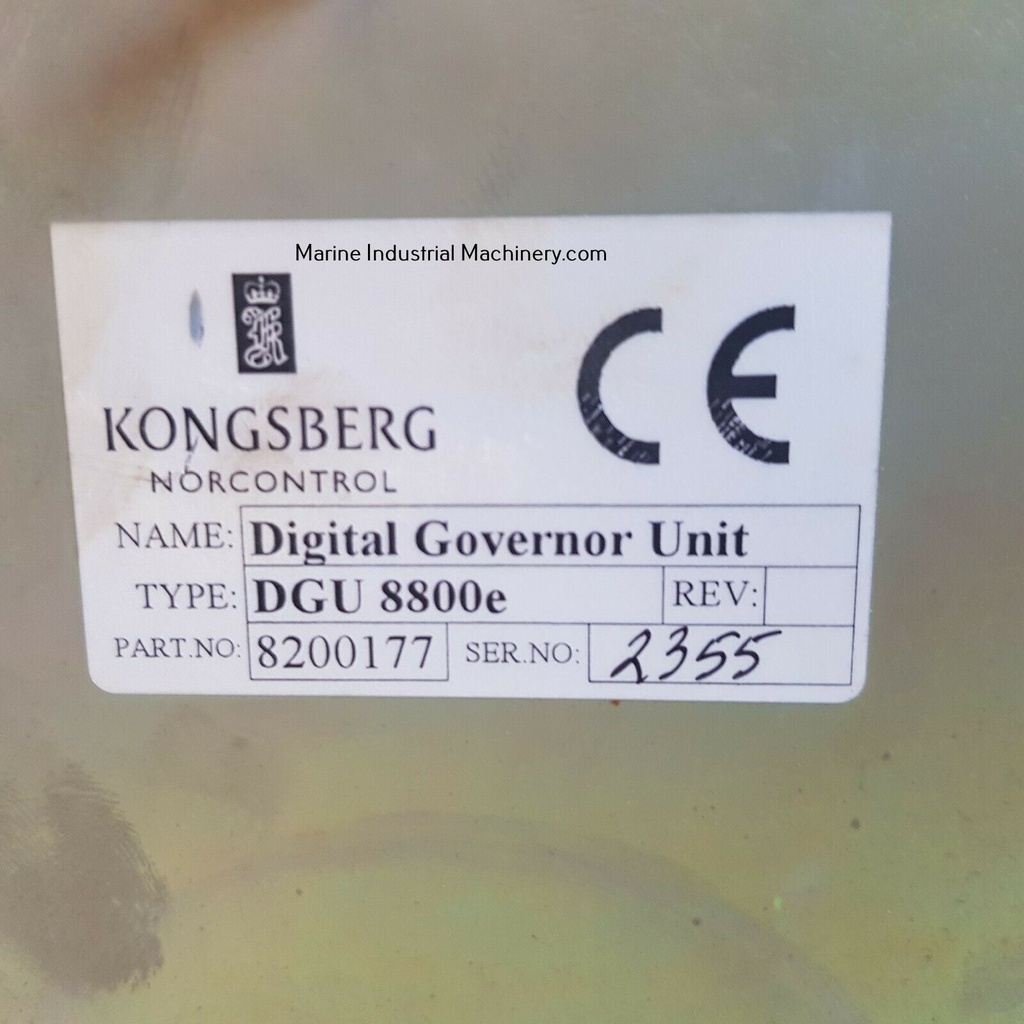 Marine Industrial Machinery.com
KONGSBERG
NORCONTROL
CE
NAME: Digital Governor Unit
TYPE: DGU 8800e REV:
PART.NO: 8200177 SER.NO: 2355